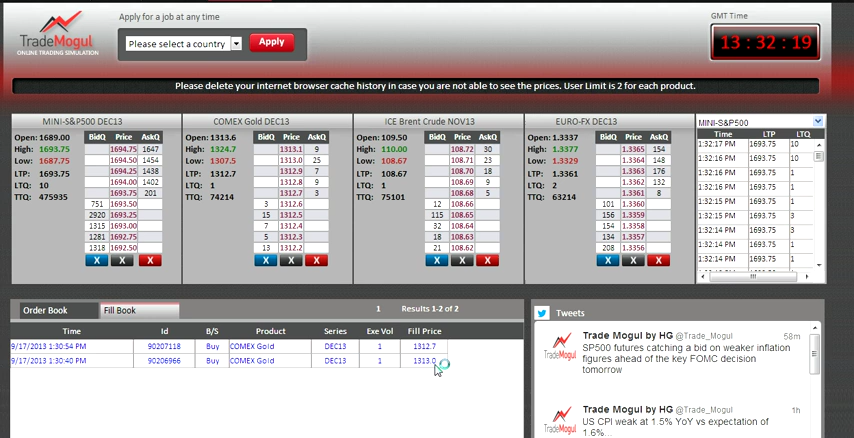 TradeMogul
ONLINE TRADING SIMULATION
Apply for a job at any time
Please select a country
Apply
GMT Time
13 : 32 : 19
Please delete your internet browser cache history in case you are not able to see the prices. User Limit is 2 for each product.
MINI-S&P500 DEC13
Open: 1689.00
High: 1693.75
Low: 1687.75
LTP: 1693.75
LTQ: 10
TTQ: 475935
BidQ Price AskQ
1694.75 1647
1694.50 1454
1694.25 1438
1694.00 1402
1693.75 201
751 1693.50
2920 1693.25
1315 1693.00
1281 1692.75
1318 1692.50
X X X
COMEX Gold DEC13
Open: 1313.6
High: 1324.7
Low: 1307.5
LTP: 1312.7
LTQ: 1
TTQ: 74214
BidQ Price AskQ
1313.1 9
1313.0 25
1312.9 7
1312.8 9
1312.7 3
3 1312.6
15 1312.5
7 1312.4
5 1312.3
13 1312.2
X X X
ICE Brent Crude NOV13
Open: 109.50
High: 110.00
Low: 108.67
LTP: 108.67
LTQ: 1
TTQ: 75101
BidQ Price AskQ
108.72 30
108.71 23
108.70 18
108.69 9
108.68 5
12 108.66
115 108.65
32 108.64
18 108.63
21 108.62
X X X
EURO-FX DEC13
Open: 1.3337
High: 1.3377
Low: 1.3329
LTP: 1.3361
LTQ: 2
TTQ: 63214
BidQ Price AskQ
1.3365 154
1.3364 148
1.3363 176
1.3362 132
1.3361 8
101 1.3360
156 1.3359
154 1.3358
134 1.3357
208 1.3356
X X X
MINI-S&P500
Time LTP LTQ
1:32:17 PM 1693.75 10
1:32:16 PM 1693.75 10
1:32:16 PM 1693.75 1
1:32:16 PM 1693.75 1
1:32:15 PM 1693.75 1
1:32:15 PM 1693.75 3
1:32:14 PM 1693.75 3
1:32:14 PM 1693.75 1
1:32:14 PM 1693.75 1
Order Book
Fill Book
1
Results 1-2 of 2
Time Id B/S Product Series Exe Vol Fill Price
9/17/2013 1:30:54 PM 90207118 Buy COMEX Gold DEC13 1 1312.7
9/17/2013 1:30:40 PM 90206966 Buy COMEX Gold DEC13 1 1313.0
Tweets
TradeMogul
Trade Mogul by HG @Trade_Mogul 58m
SP500 futures catching a bid on weaker inflation
figures ahead of the key FOMC decision
tomorrow
TradeMogul
Trade Mogul by HG @Trade_Mogul 1h
US CPI weak at 1.5% YoY vs expectation of
1.6%...